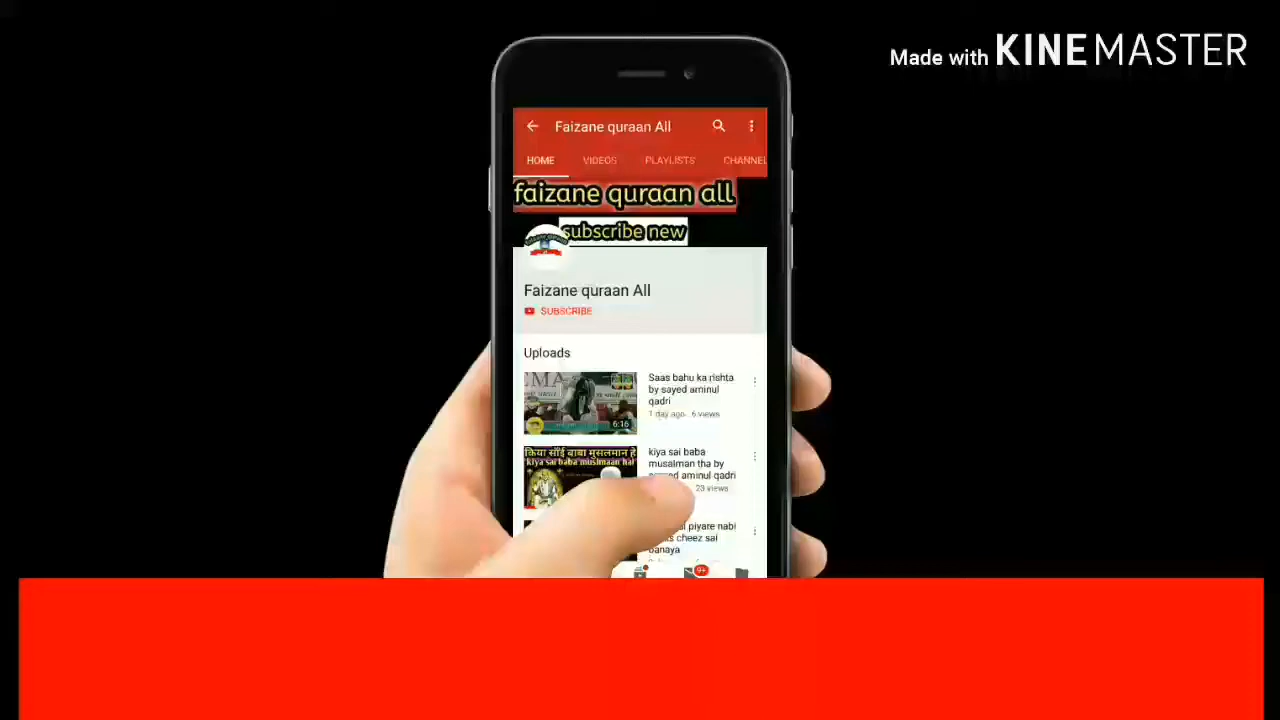 Made with KINEMASTER
Faizane quraan All
HOME VIDEOS PLAYLISTS CHANNEL
faizane quraan all
subscribe new
Faizane quraan All
SUBSCRIBE
Uploads
Saas bahu ka rishta
by sayed aminul
qadri
1 day ago · 6 views
6:16
किया साँई बाबा मुसलमान हे
kiya sai baba muslmaan hai
kiya sai baba
musalman tha by
aminul qadri
23 views
piyare nabi
cheez sai
banaya
9+